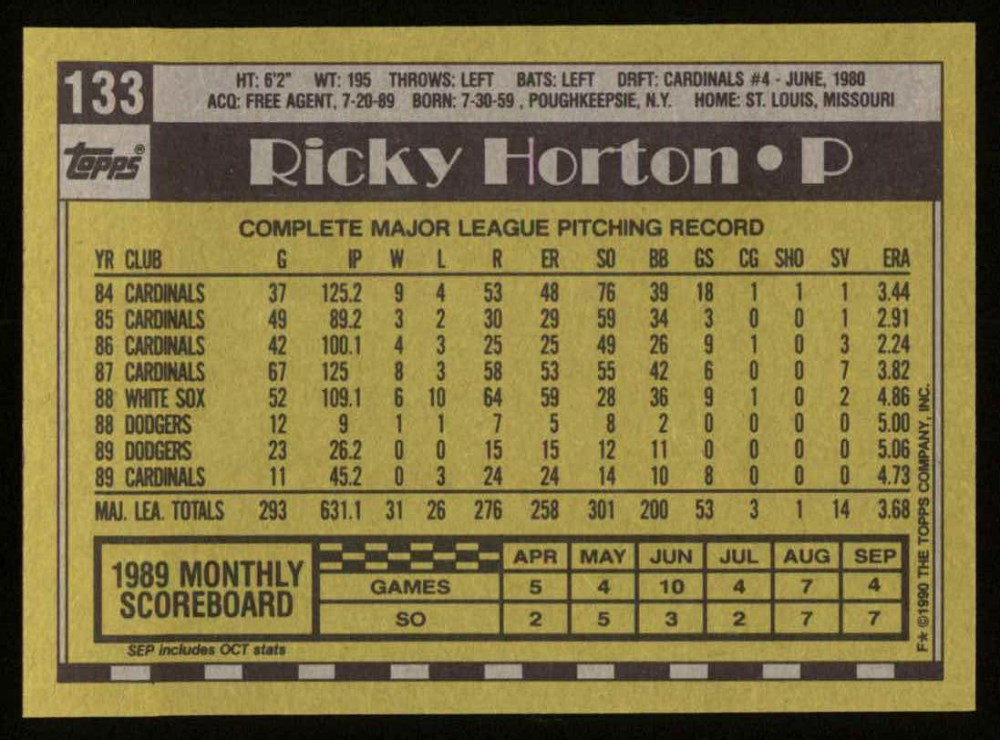 133
HT: 6'2" WT: 195 THROWS: LEFT BATS: LEFT DRFT: CARDINALS #4 - JUNE, 1980
ACQ: FREE AGENT, 7-20-89 BORN: 7-30-59 , POUGHKEEPSIE, N.Y. HOME: ST. LOUIS, MISSOURI
Topps®
Ricky Horton • P
COMPLETE MAJOR LEAGUE PITCHING RECORD
YR CLUB G IP W L R ER SO BB GS CG SHO SV ERA
84 CARDINALS 37 125.2 9 4 53 48 76 39 18 1 1 1 3.44
85 CARDINALS 49 89.2 3 2 30 29 59 34 3 0 0 1 2.91
86 CARDINALS 42 100.1 4 3 25 25 49 26 9 1 0 3 2.24
87 CARDINALS 67 125 8 3 58 53 55 42 6 0 0 7 3.82
88 WHITE SOX 52 109.1 6 10 64 59 28 36 9 1 0 2 4.86
88 DODGERS 12 9 1 1 7 5 8 2 0 0 0 0 5.00
89 DODGERS 23 26.2 0 0 15 15 12 11 0 0 0 0 5.06
89 CARDINALS 11 45.2 0 3 24 24 14 10 8 0 0 0 4.73
MAJ. LEA. TOTALS 293 631.1 31 26 276 258 301 200 53 3 1 14 3.68
1989 MONTHLY
SCOREBOARD
APR MAY JUN JUL AUG SEP
GAMES 5 4 10 4 7 4
SO 2 5 3 2 7 7
SEP includes OCT stats
F★ ©1990 THE TOPPS COMPANY, INC.